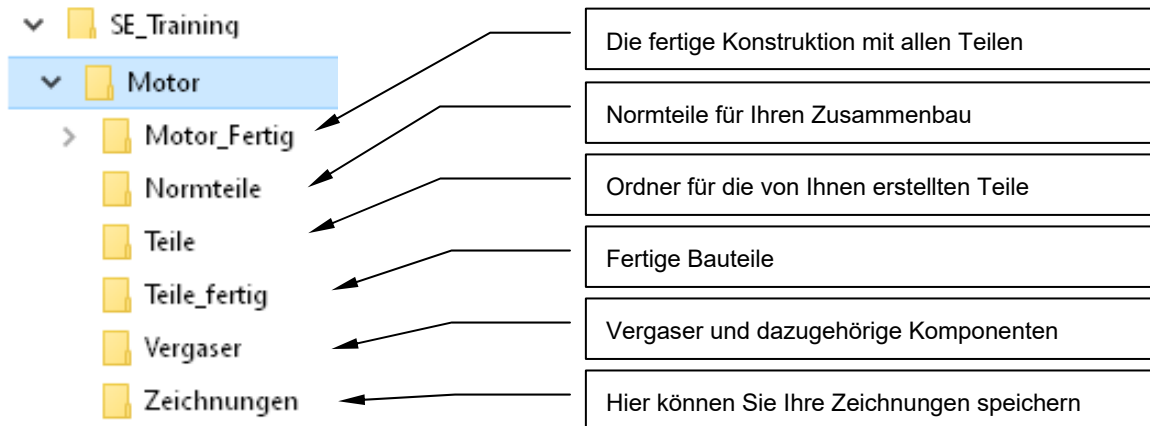 SE_Training
Motor
Motor_Fertig
Normteile
Teile
Teile_fertig
Vergaser
Zeichnungen
Die fertige Konstruktion mit allen Teilen
Normteile für Ihren Zusammenbau
Ordner für die von Ihnen erstellten Teile
Fertige Bauteile
Vergaser und dazugehörige Komponenten
Hier können Sie Ihre Zeichnungen speichern